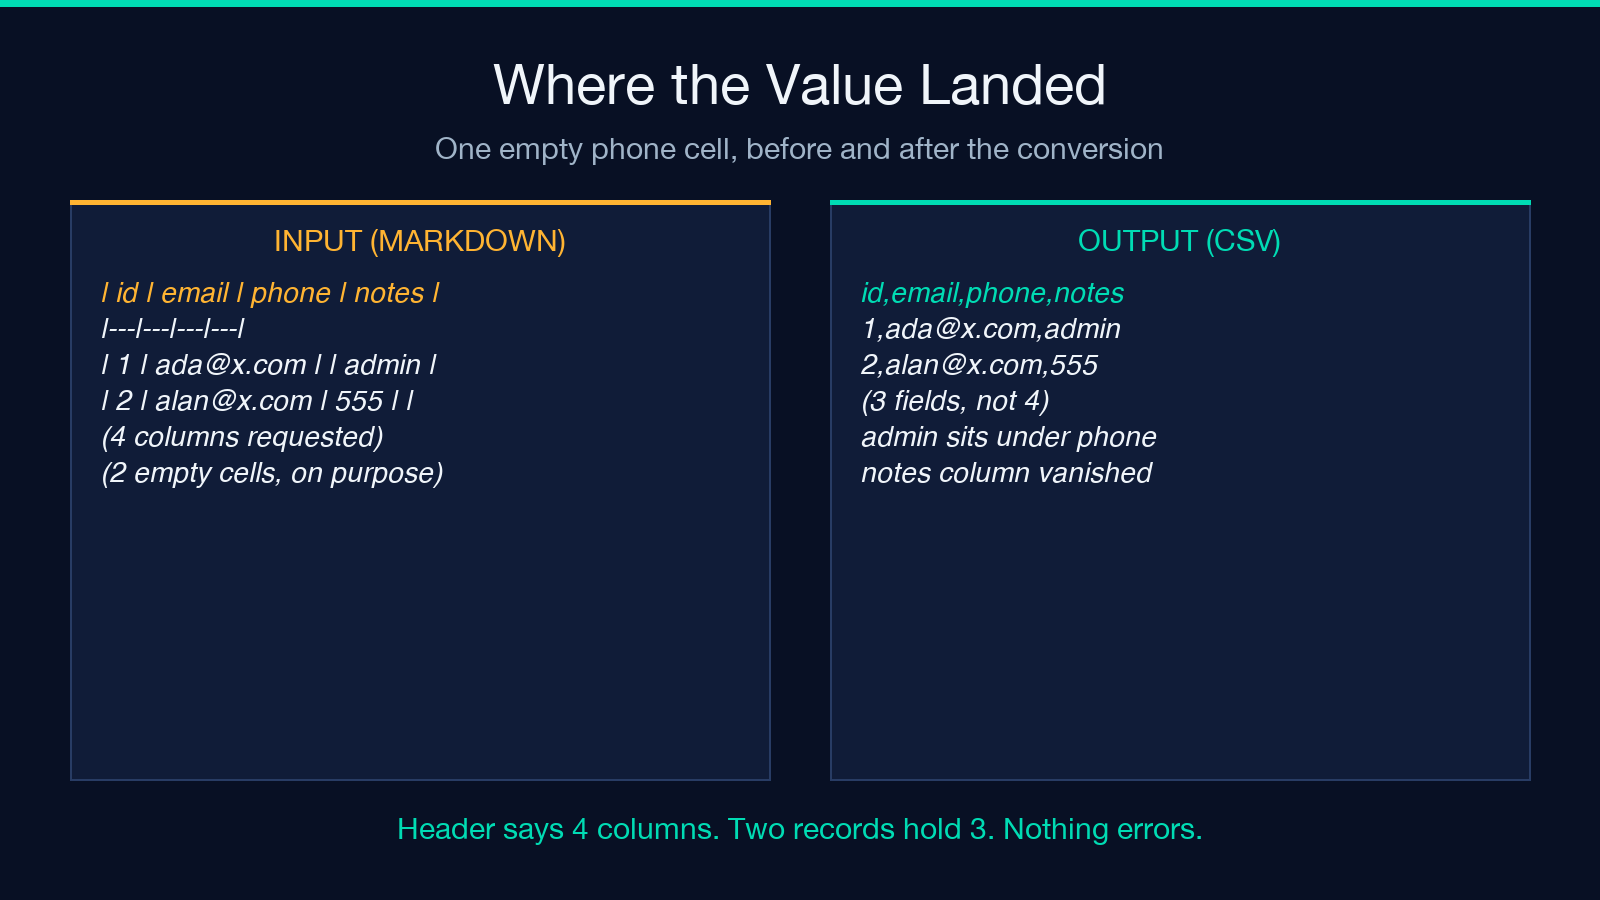 Where the Value Landed
One empty phone cell, before and after the conversion
INPUT (MARKDOWN)
| id | email | phone | notes |
|---|---|---|---|
| 1 | ada@x.com | | admin |
| 2 | alan@x.com | 555 | |
(4 columns requested)
(2 empty cells, on purpose)
OUTPUT (CSV)
id,email,phone,notes
1,ada@x.com,admin
2,alan@x.com,555
(3 fields, not 4)
admin sits under phone
notes column vanished
Header says 4 columns. Two records hold 3. Nothing errors.